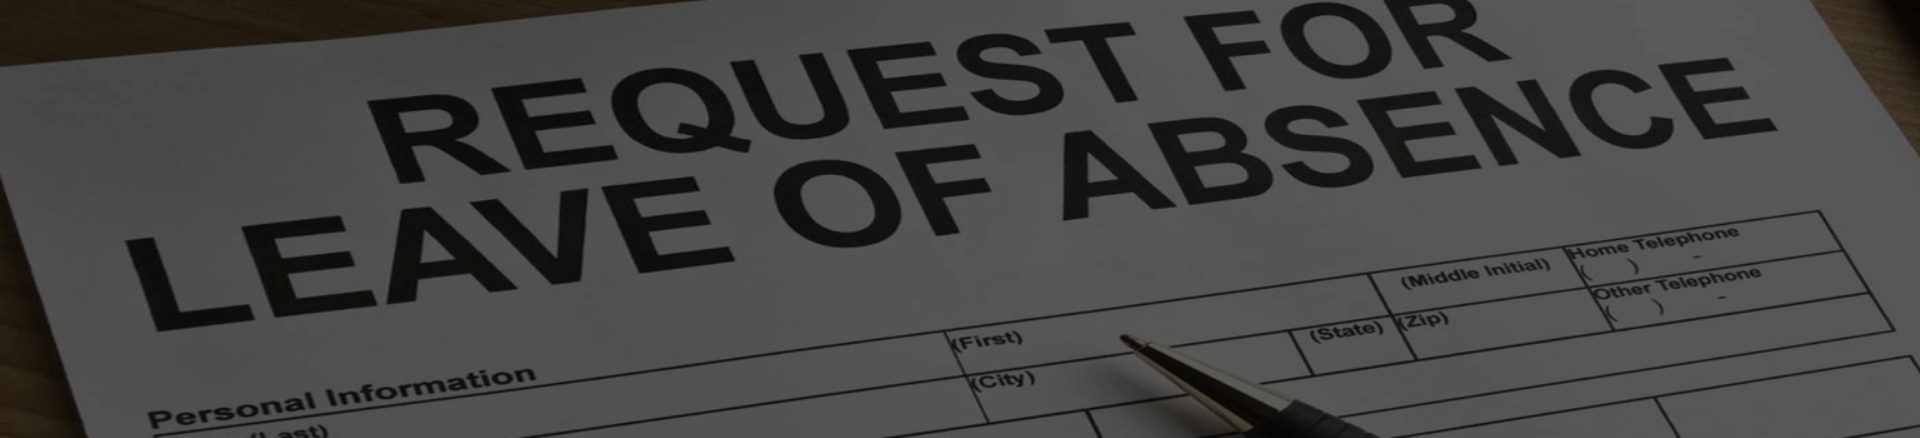 REQUEST FOR
LEAVE OF ABSENCE
Personal Information
(Last)
(First)
(Middle Initial)
Home Telephone
( ) -
(City)
(State)
(Zip)
Other Telephone
( ) -